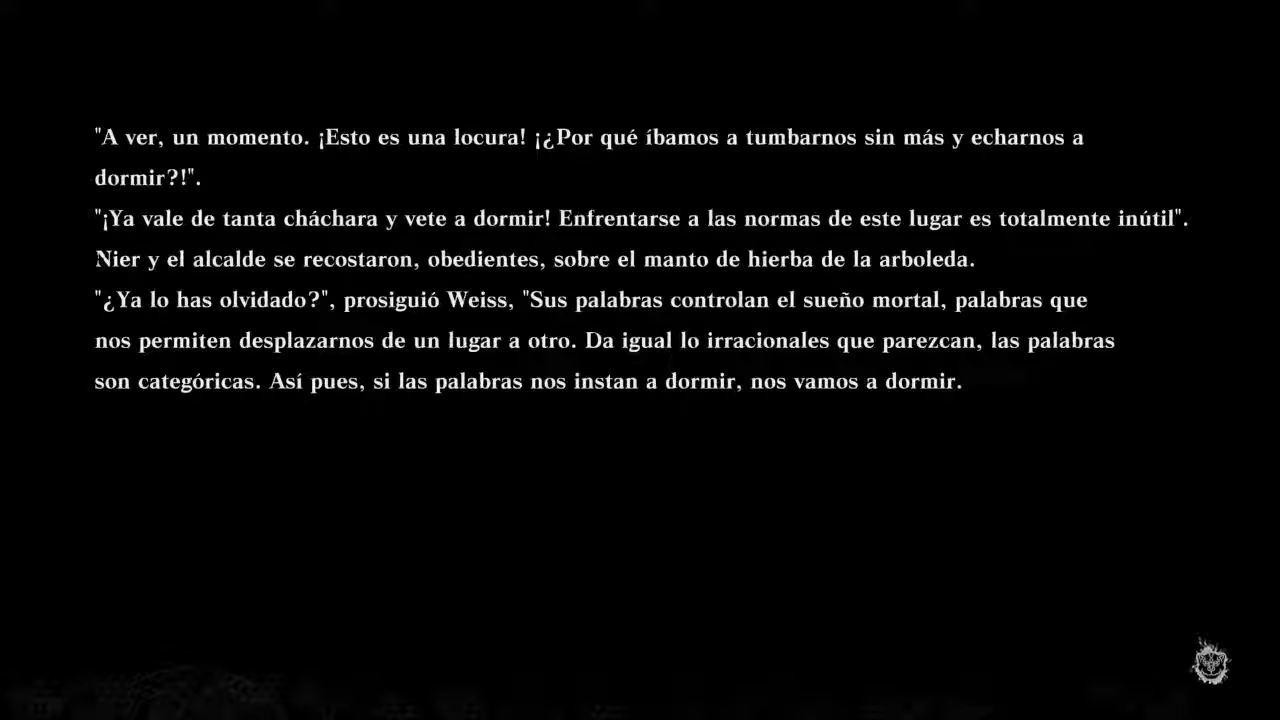 "A ver, un momento. ¡Esto es una locura! ¡¿Por qué íbamos a tumbarnos sin más y echarnos a
dormir?!".
"¡Ya vale de tanta cháchara y vete a dormir! Enfrentarse a las normas de este lugar es totalmente inútil".
Nier y el alcalde se recostaron, obedientes, sobre el manto de hierba de la arboleda.
"¿Ya lo has olvidado?", prosiguió Weiss, "Sus palabras controlan el sueño mortal, palabras que
nos permiten desplazarnos de un lugar a otro. Da igual lo irracionales que parezcan, las palabras
son categóricas. Así pues, si las palabras nos instan a dormir, nos vamos a dormir.